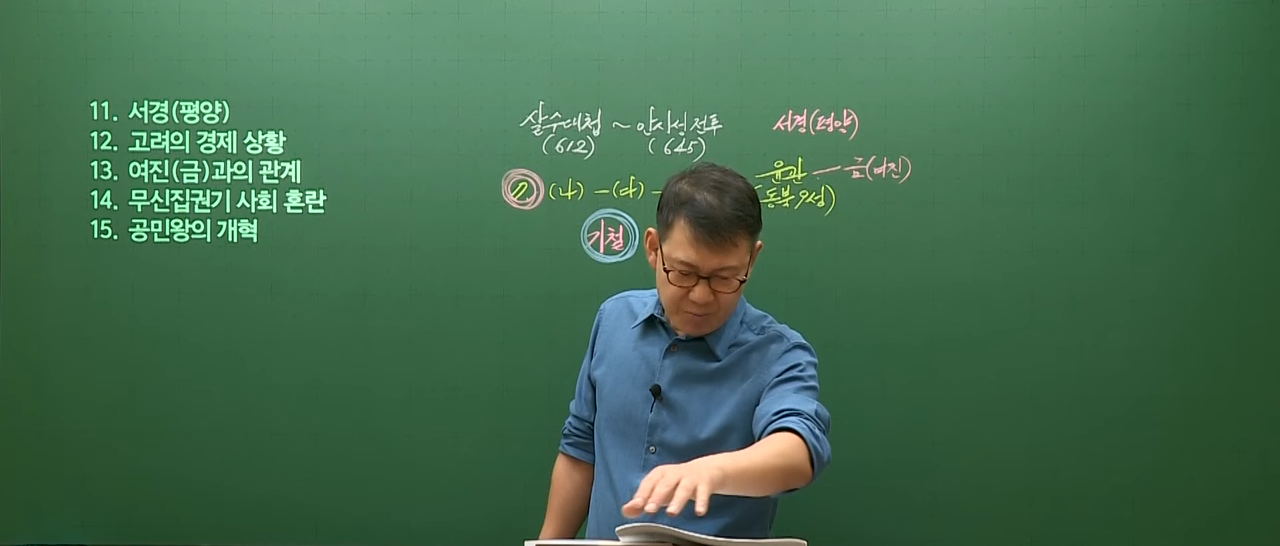 11. 서경(평양)
12. 고려의 경제 상황
13. 여진(금)과의 관계
14. 무신집권기 사회 혼란
15. 공민왕의 개혁
살수대첩 ~ 안시성전투
(612) (645)
서경(평양)
윤관 — 금(여진)
(나) - (다) -
동북9성)
기철